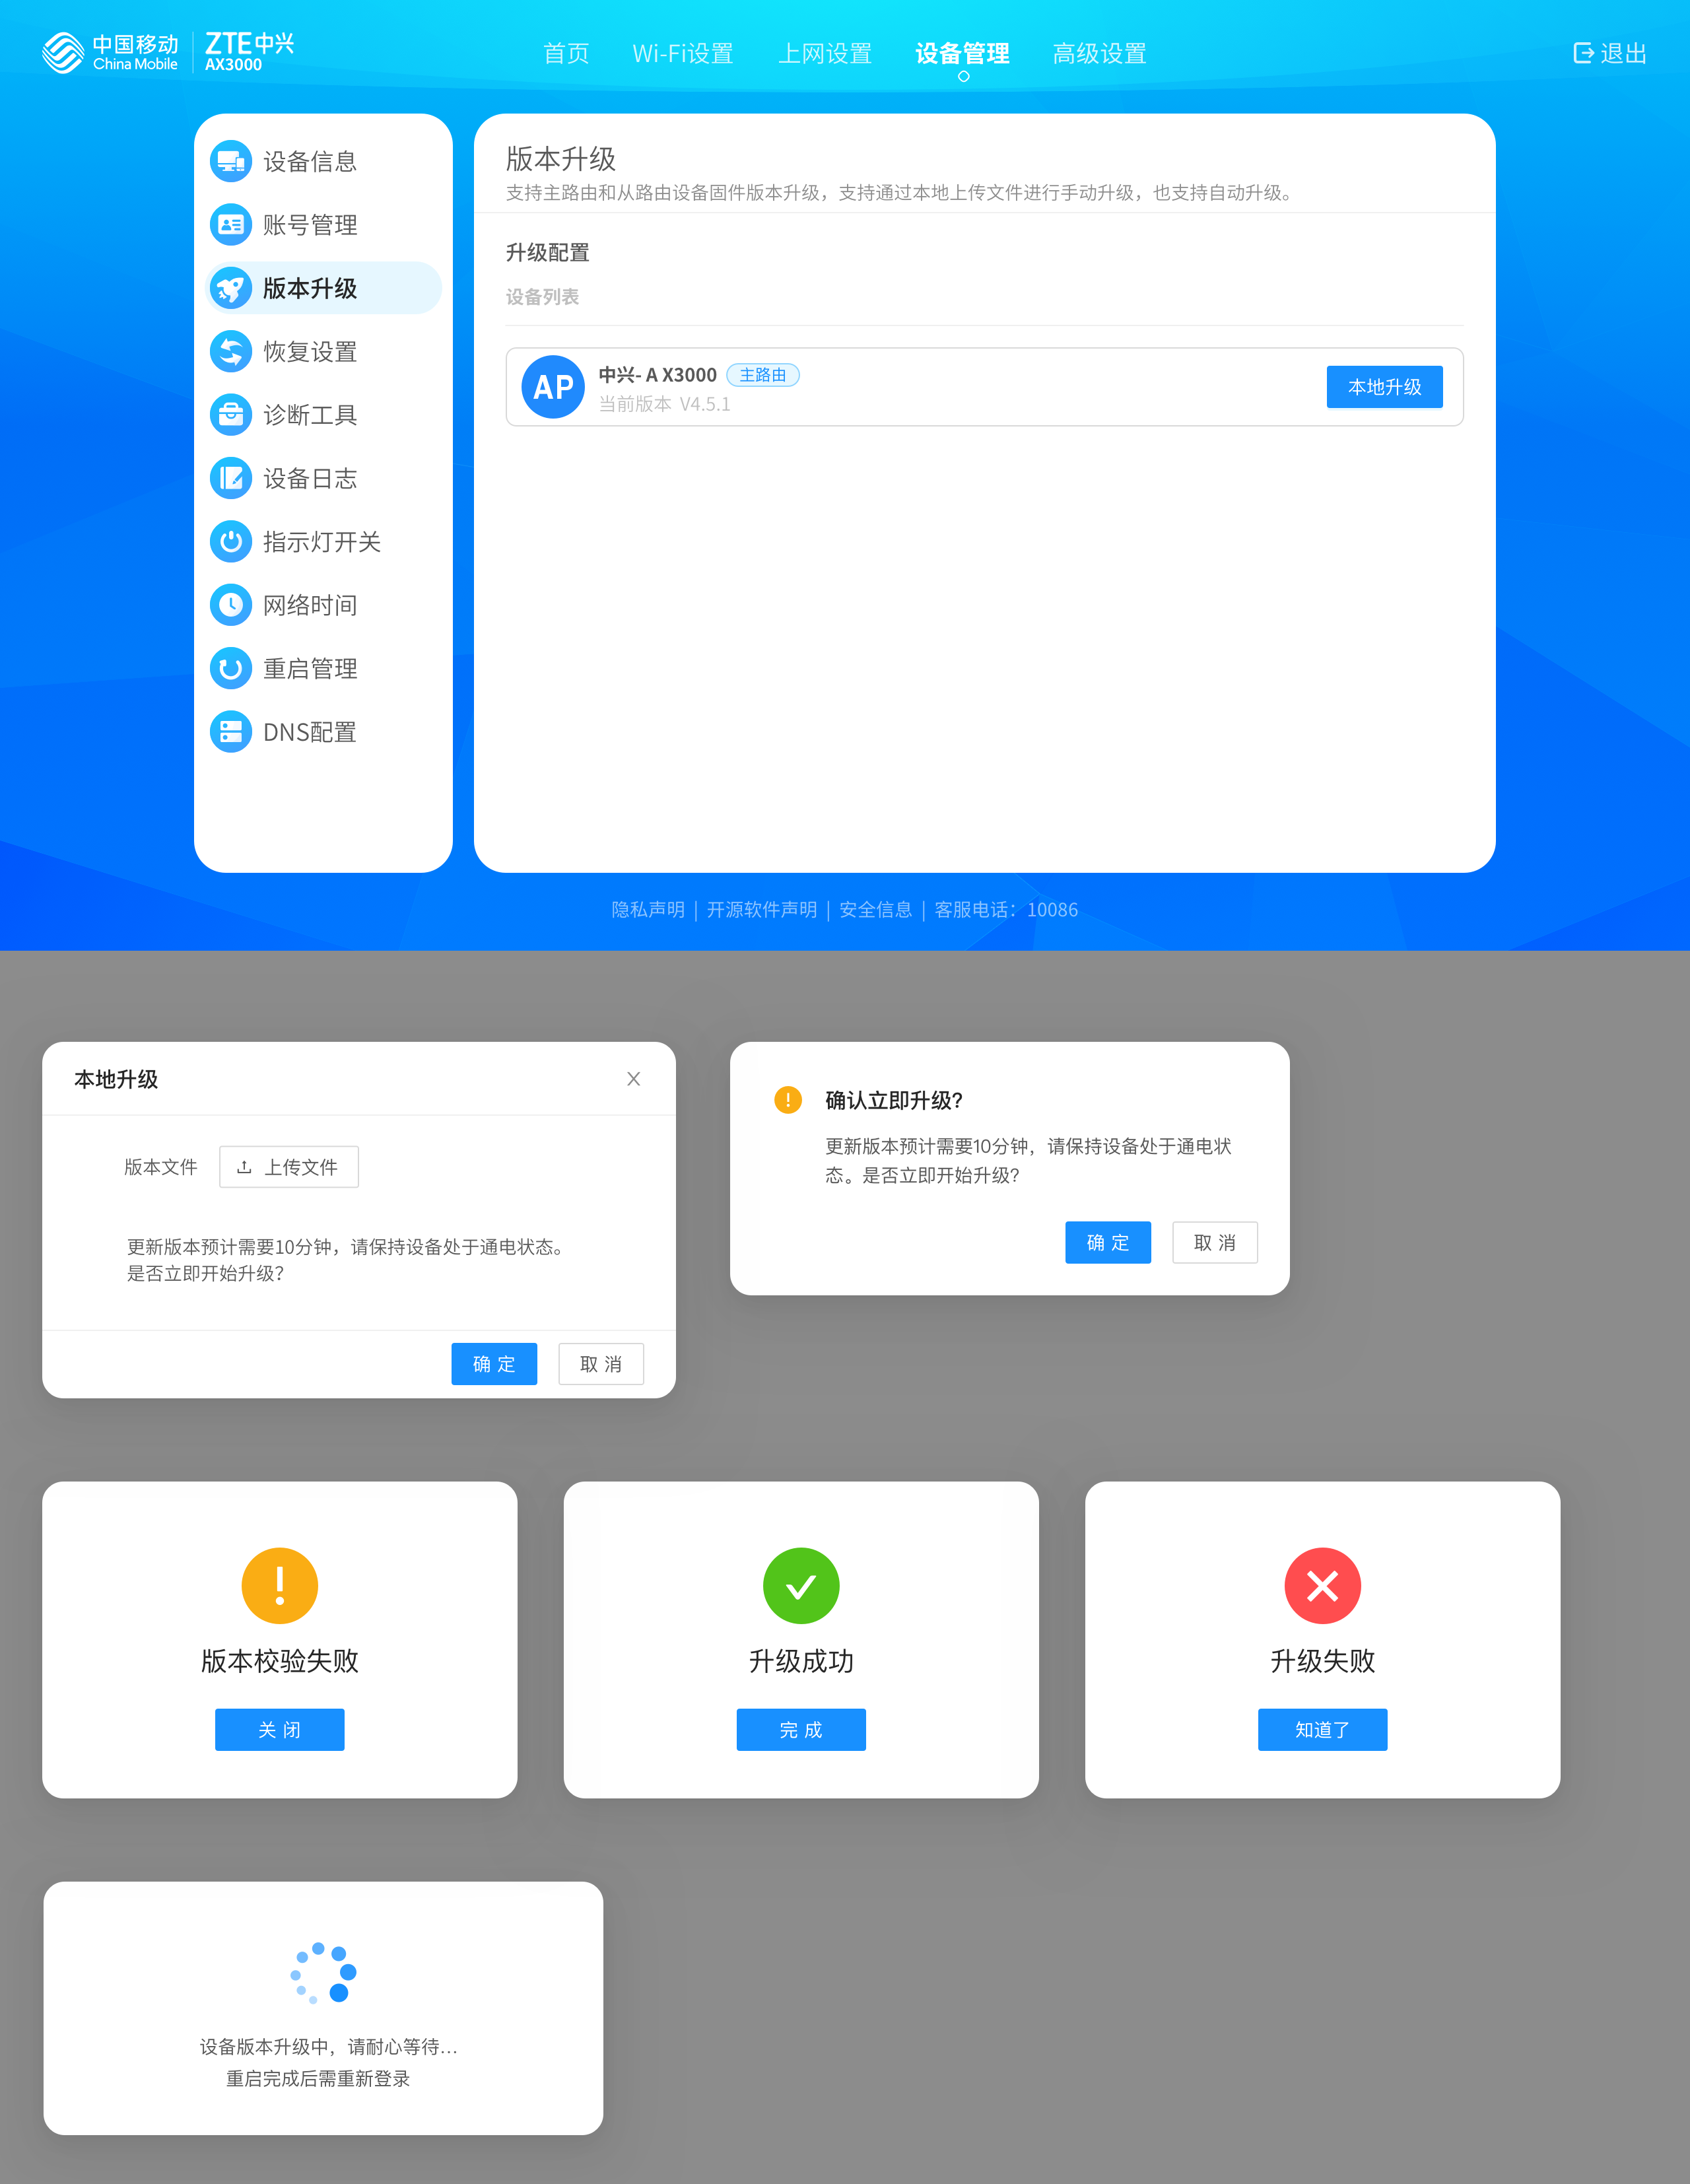 中国移动
China Mobile
ZTE中兴
AX3000
首页
Wi-Fi设置
上网设置
设备管理
高级设置
退出
设备信息
账号管理
版本升级
恢复设置
诊断工具
设备日志
指示灯开关
网络时间
重启管理
DNS配置
版本升级
支持主路由和从路由设备固件版本升级，支持通过本地上传文件进行手动升级，也支持自动升级。
升级配置
设备列表
AP
中兴- A X3000
主路由
当前版本 V4.5.1
本地升级
隐私声明 | 开源软件声明 | 安全信息 | 客服电话：10086
本地升级
X
版本文件
上传文件
更新版本预计需要10分钟，请保持设备处于通电状态。
是否立即开始升级？
确 定
取 消
确认立即升级?
更新版本预计需要10分钟，请保持设备处于通电状
态。是否立即开始升级?
确 定
取 消
版本校验失败
关 闭
升级成功
完 成
升级失败
知道了
设备版本升级中，请耐心等待...
重启完成后需重新登录